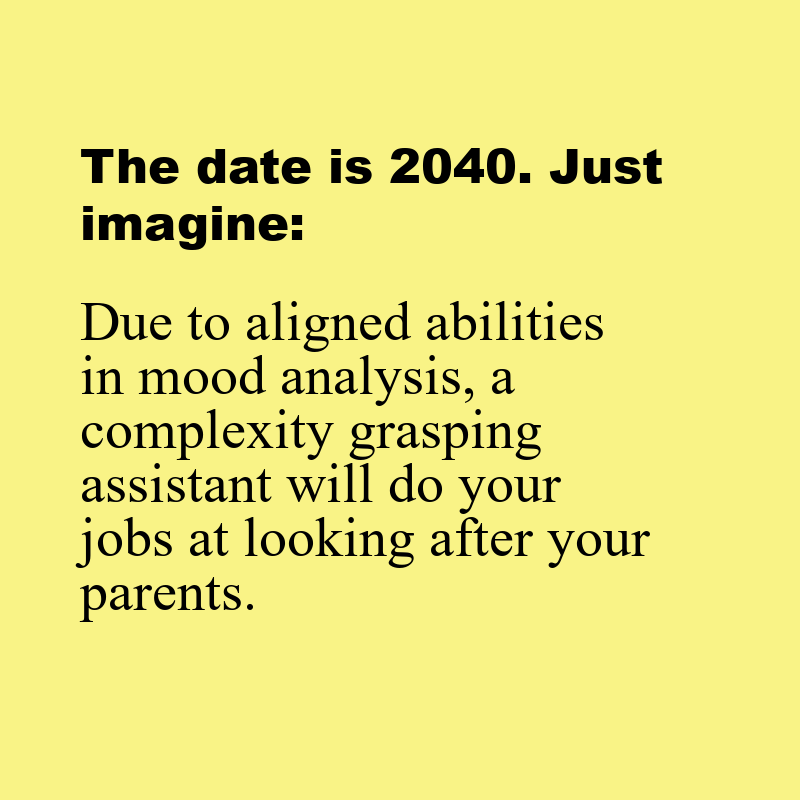 The date is 2040. Just
imagine:
Due to aligned abilities
in mood analysis, a
complexity grasping
assistant will do your
jobs at looking after your
parents.